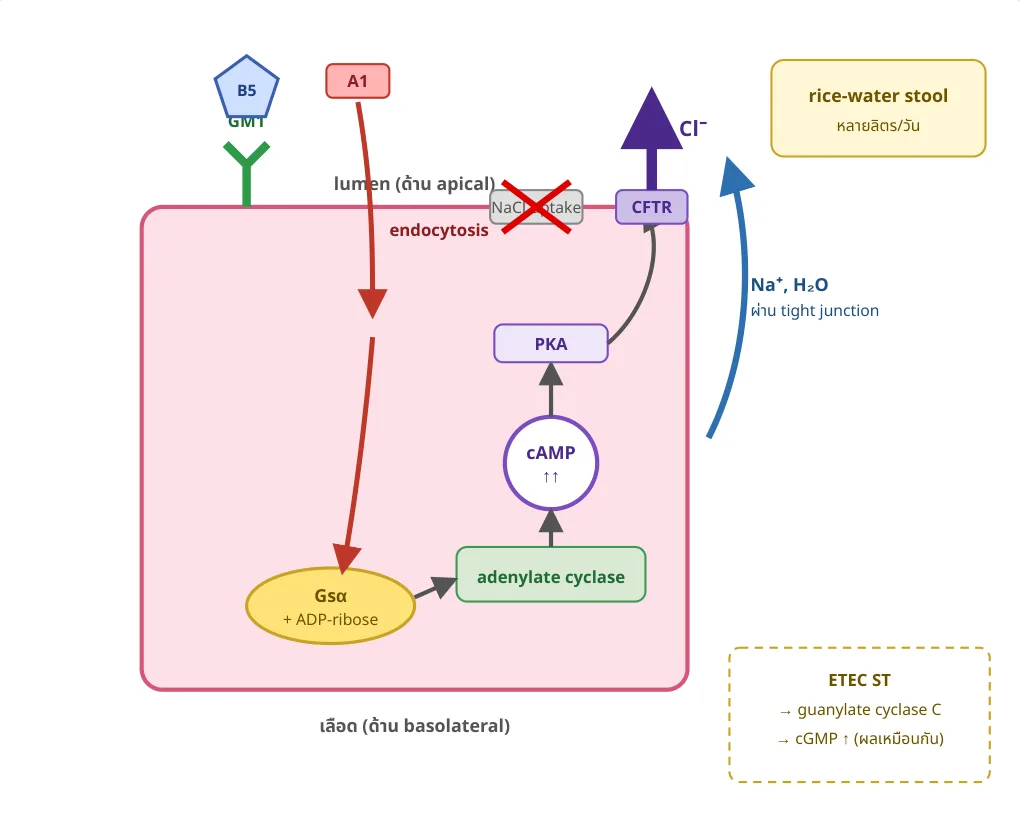 B5
A1
GM1
Cl⁻
rice-water stool
หลายลิตร/วัน
lumen (ด้าน apical)
NaCl uptake
CFTR
endocytosis
Na⁺, H₂O
ผ่าน tight junction
PKA
cAMP
↑↑
adenylate cyclase
Gsα
+ ADP-ribose
ETEC ST
→ guanylate cyclase C
→ cGMP ↑ (ผลเหมือนกัน)
เลือด (ด้าน basolateral)